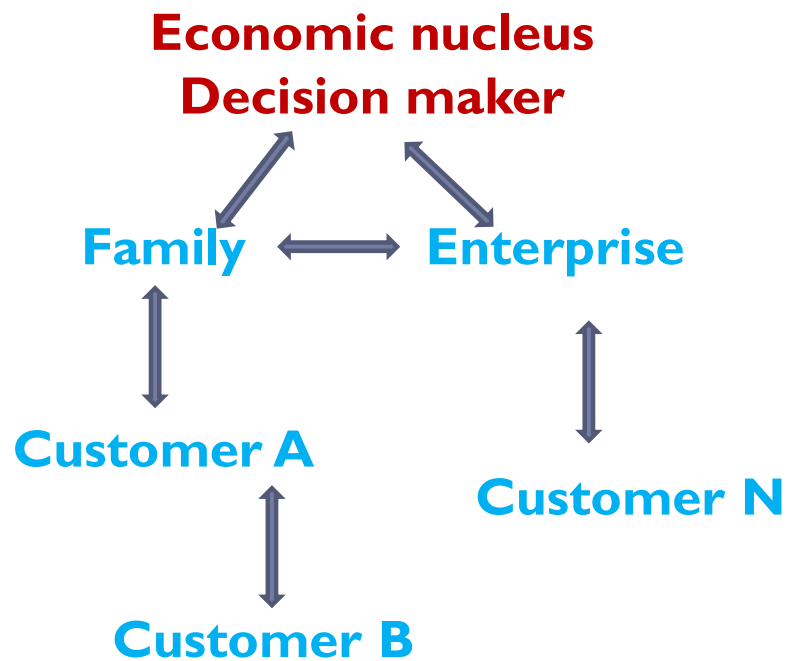 Economic nucleus
Decision maker
Family
Enterprise
Customer A
Customer N
Customer B